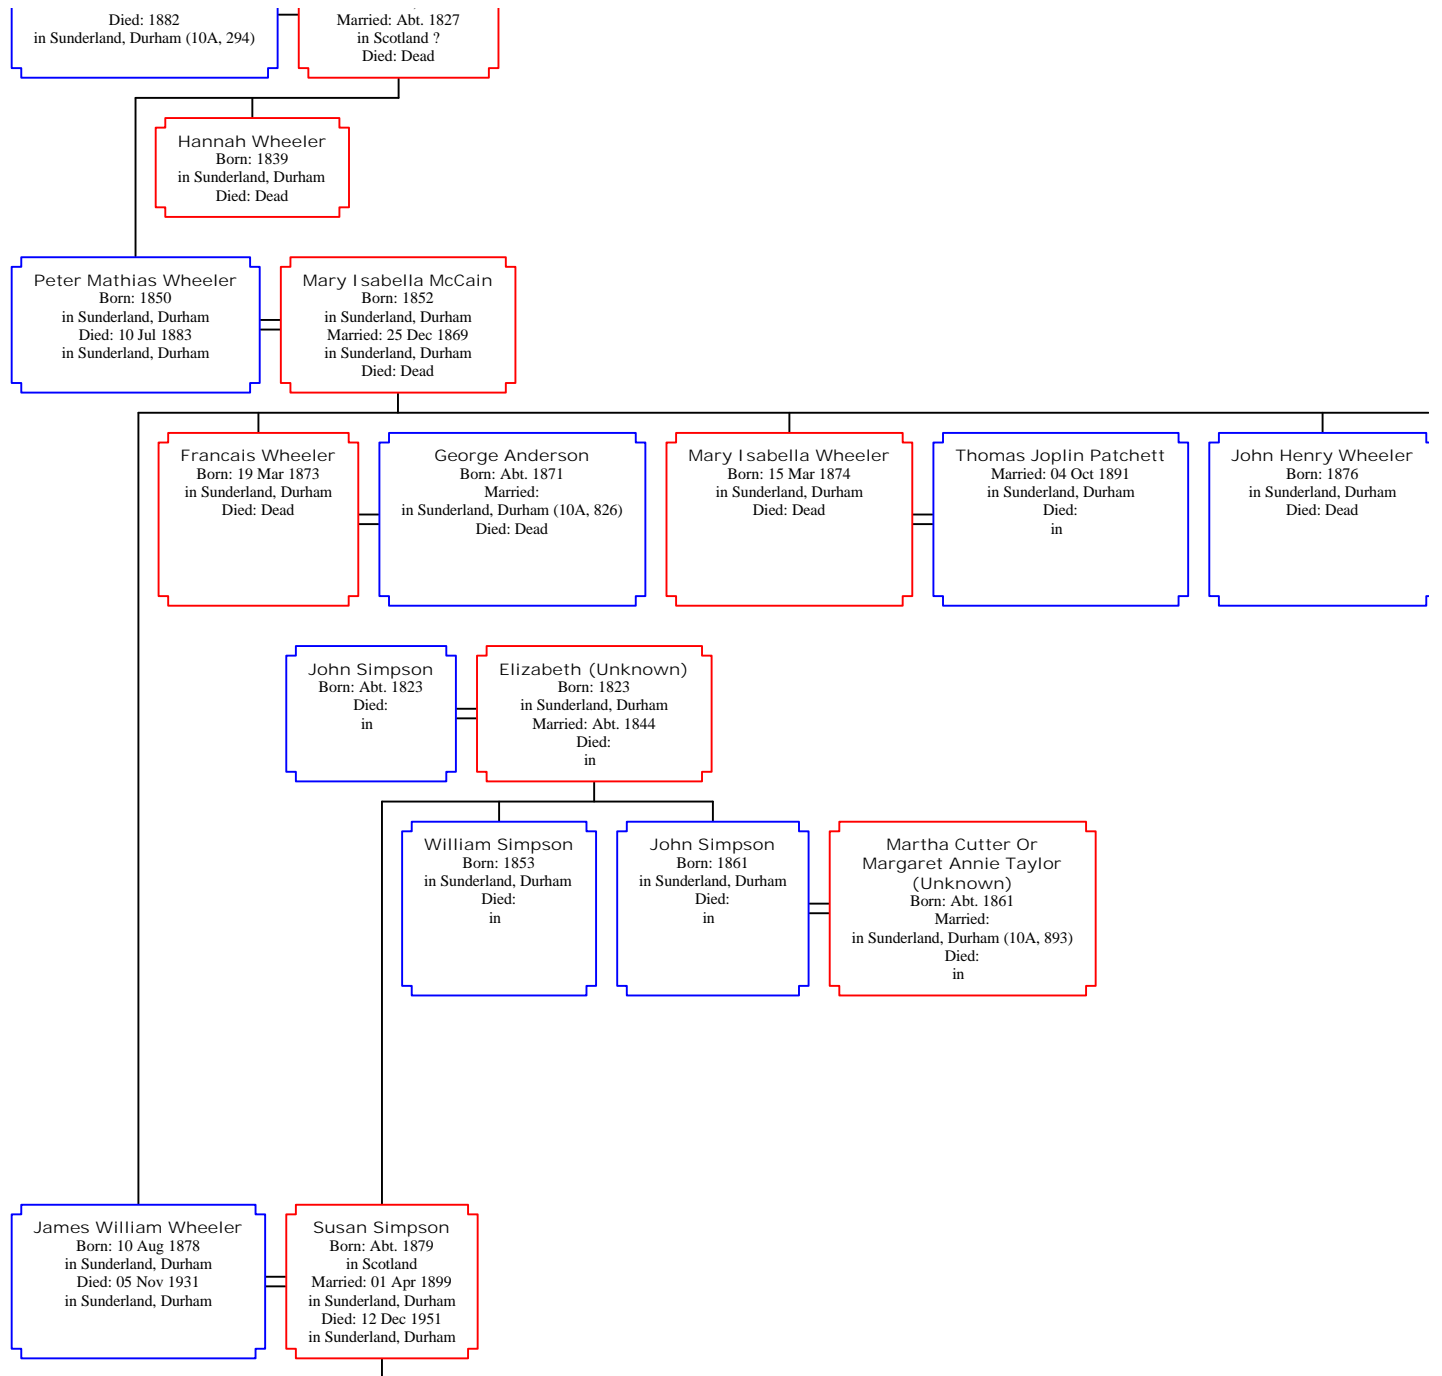 Died: 1882
in Sunderland, Durham (10A, 294)
Married: Abt. 1827
in Scotland ?
Died: Dead
Hannah Wheeler
Born: 1839
in Sunderland, Durham
Died: Dead
Peter Mathias Wheeler
Born: 1850
in Sunderland, Durham
Died: 10 Jul 1883
in Sunderland, Durham
Mary Isabella McCain
Born: 1852
in Sunderland, Durham
Married: 25 Dec 1869
in Sunderland, Durham
Died: Dead
Francais Wheeler
Born: 19 Mar 1873
in Sunderland, Durham
Died: Dead
George Anderson
Born: Abt. 1871
Married:
in Sunderland, Durham (10A, 826)
Died: Dead
Mary Isabella Wheeler
Born: 15 Mar 1874
in Sunderland, Durham
Died: Dead
Thomas Joplin Patchett
Married: 04 Oct 1891
in Sunderland, Durham
Died:
in
John Henry Wheeler
Born: 1876
in Sunderland, Durham
Died: Dead
John Simpson
Born: Abt. 1823
Died:
in
Elizabeth (Unknown)
Born: 1823
in Sunderland, Durham
Married: Abt. 1844
Died:
in
William Simpson
Born: 1853
in Sunderland, Durham
Died:
in
John Simpson
Born: 1861
in Sunderland, Durham
Died:
in
Martha Cutter Or
Margaret Annie Taylor
(Unknown)
Born: Abt. 1861
Married:
in Sunderland, Durham (10A, 893)
Died:
in
James William Wheeler
Born: 10 Aug 1878
in Sunderland, Durham
Died: 05 Nov 1931
in Sunderland, Durham
Susan Simpson
Born: Abt. 1879
in Scotland
Married: 01 Apr 1899
in Sunderland, Durham
Died: 12 Dec 1951
in Sunderland, Durham